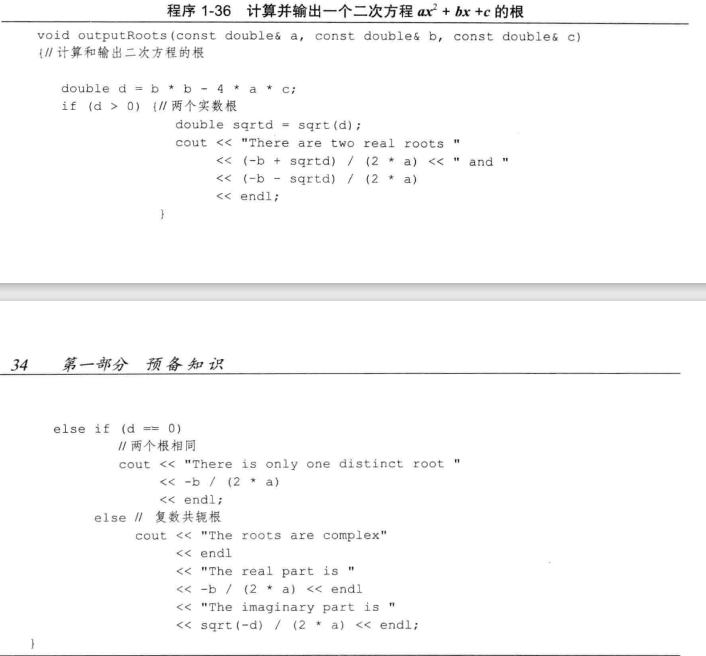 程序 1-36 计算并输出一个二次方程 ax² + bx +c 的根
void outputRoots(const double& a, const double& b, const double& c)
{// 计算和输出二次方程的根
double d = b * b - 4 * a * c;
if (d > 0) {// 两个实数根
double sqrtd = sqrt(d);
cout << "There are two real roots "
<< (-b + sqrtd) / (2 * a) << " and "
<< (-b - sqrtd) / (2 * a)
<< endl;
}
34 第一部分 预备知识
else if (d == 0)
// 两个根相同
cout << "There is only one distinct root "
<< -b / (2 * a)
<< endl;
else // 复数共轭根
cout << "The roots are complex"
<< endl
<< "The real part is "
<< -b / (2 * a) << endl
<< "The imaginary part is "
<< sqrt(-d) / (2 * a) << endl;
}